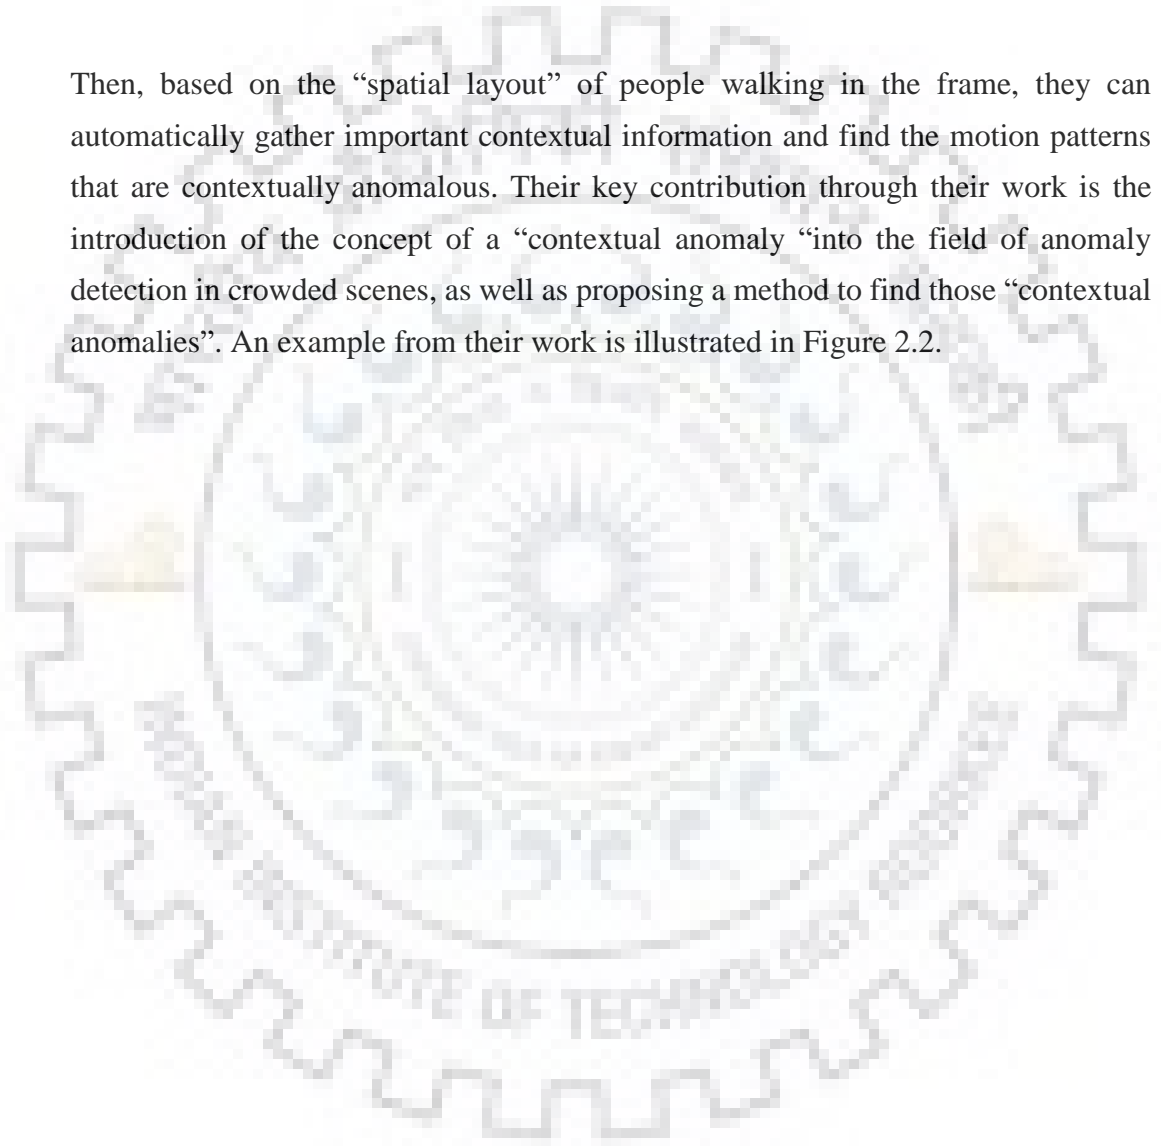 Then, based on the “spatial layout” of people walking in the frame, they can
automatically gather important contextual information and find the motion patterns
that are contextually anomalous. Their key contribution through their work is the
introduction of the concept of a “contextual anomaly “into the field of anomaly
detection in crowded scenes, as well as proposing a method to find those “contextual
anomalies”. An example from their work is illustrated in Figure 2.2.
INSTITUTE OF TECHNOLOGY